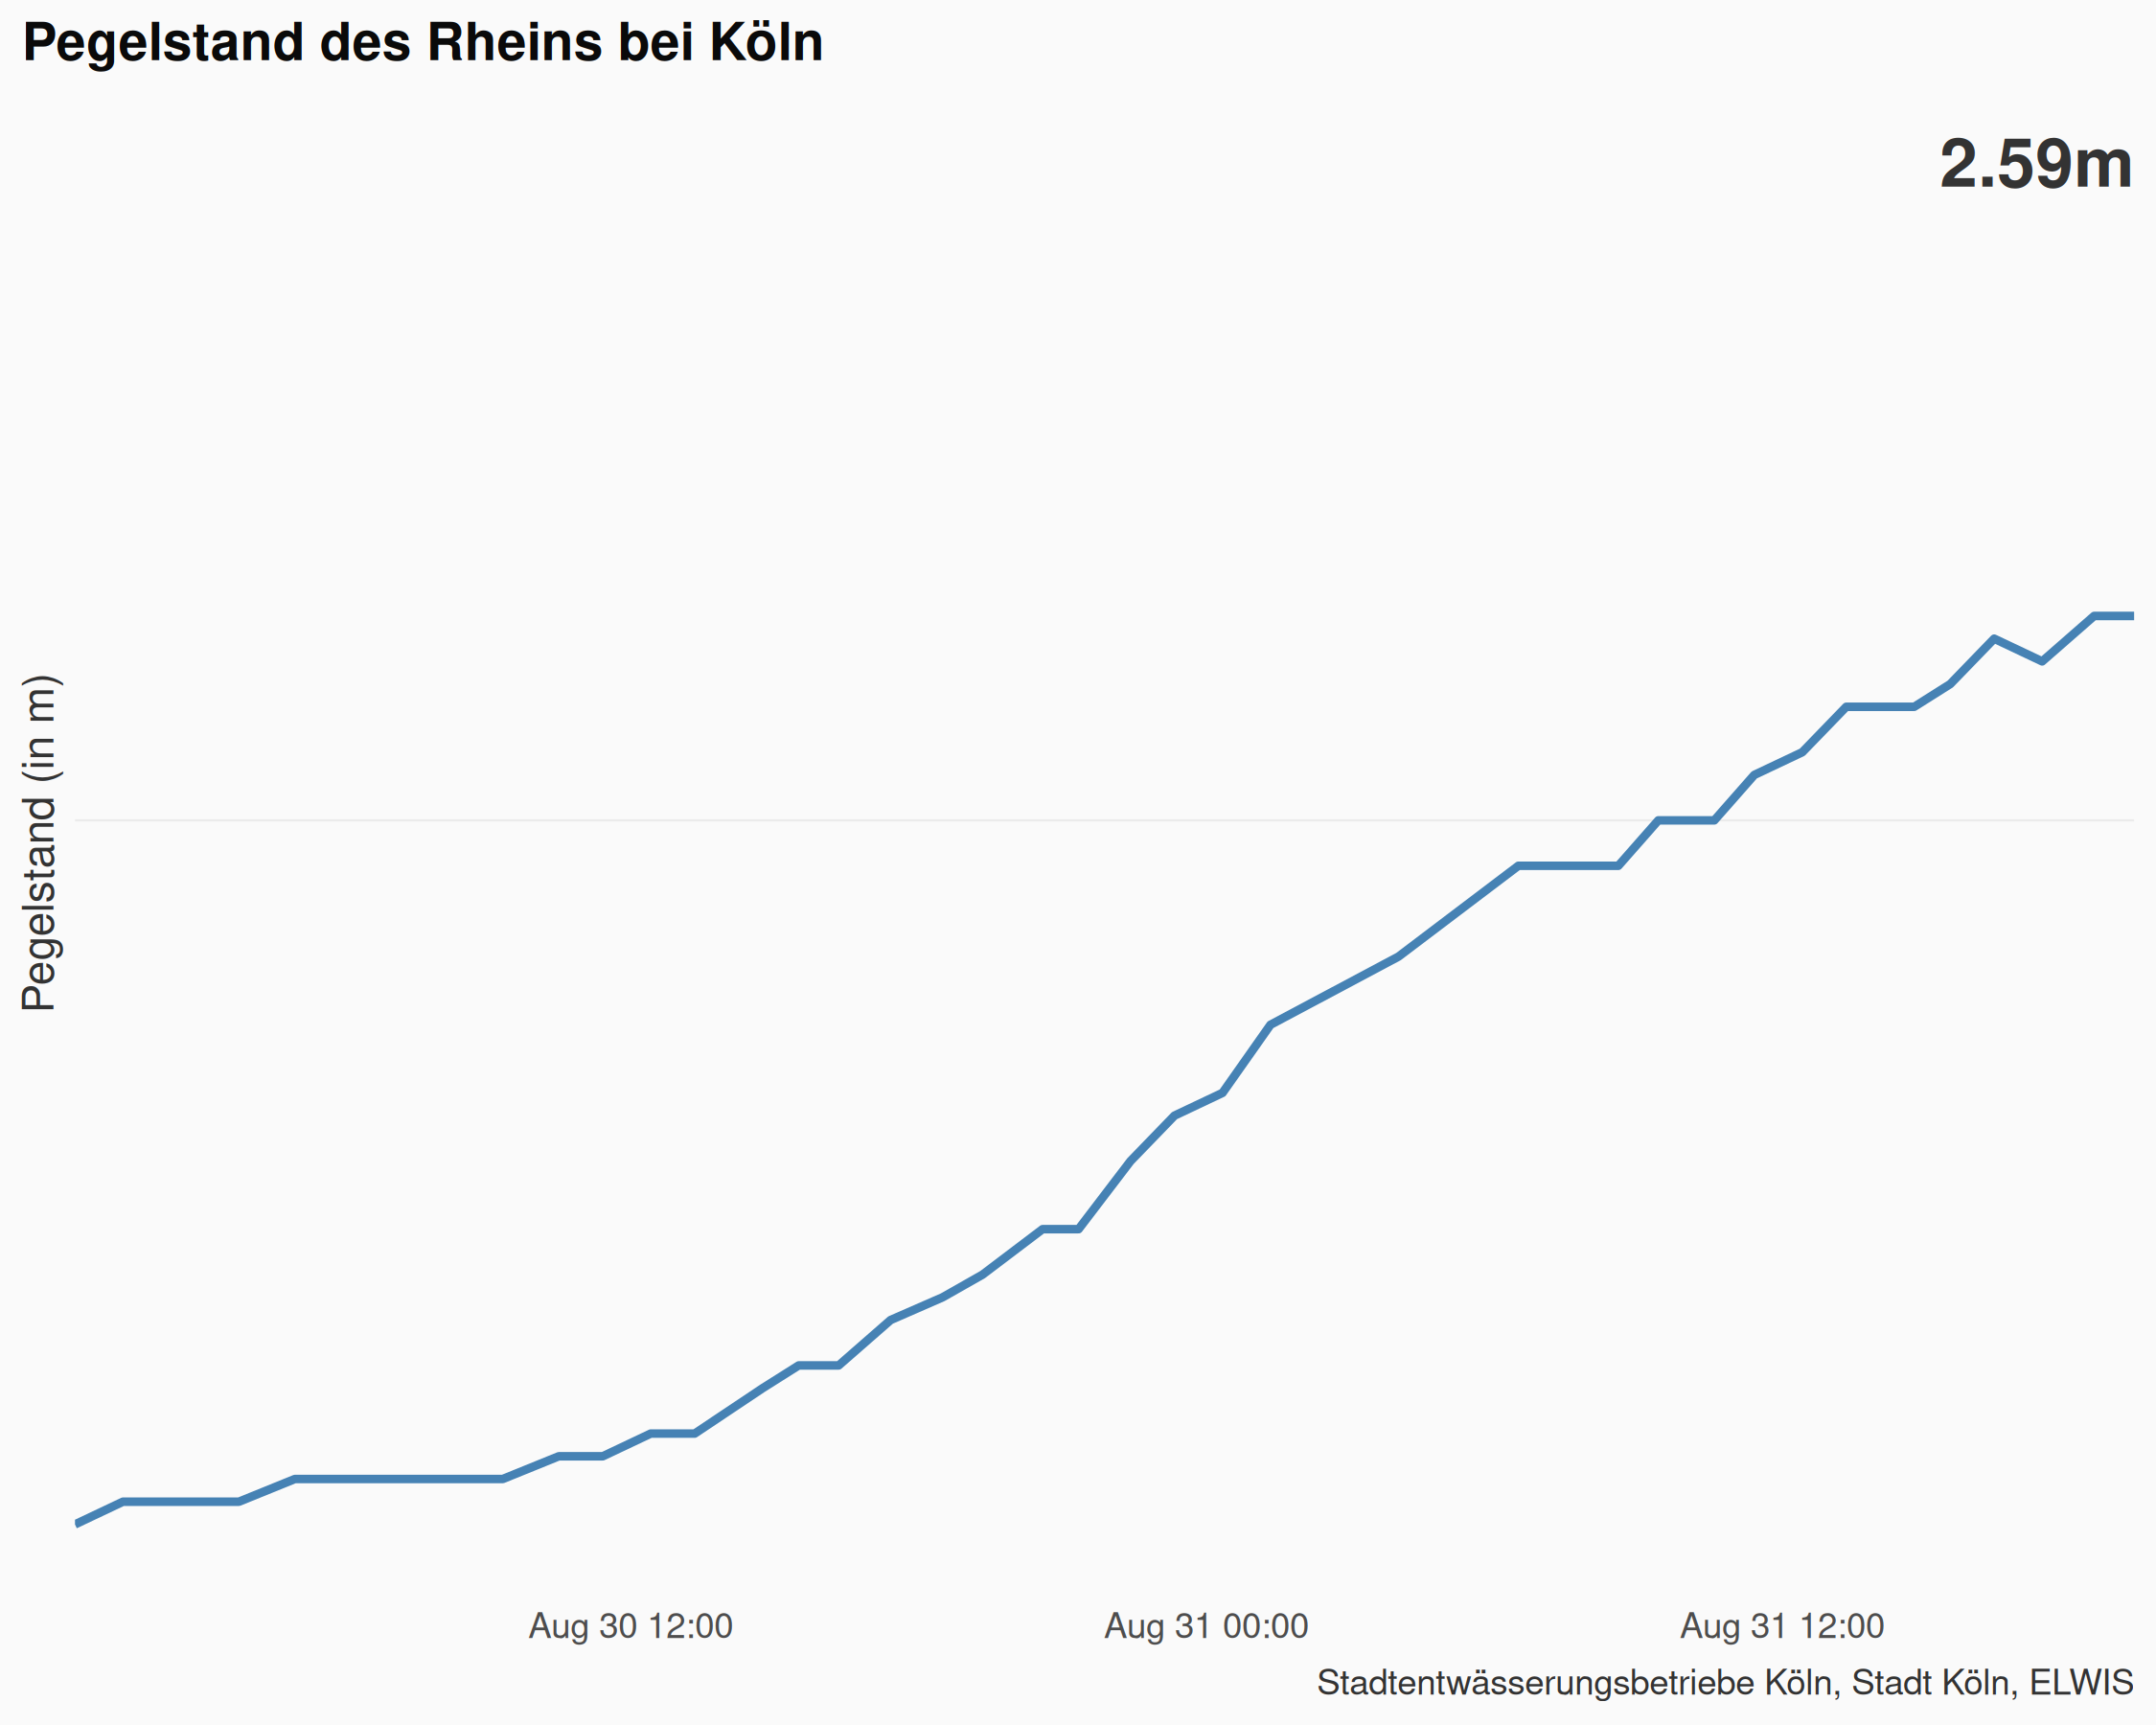 Pegelstand des Rheins bei Köln
2.59m
Pegelstand (in m)
Aug 30 12:00
Aug 31 00:00
Aug 31 12:00
Stadtentwässerungsbetriebe Köln, Stadt Köln, ELWIS